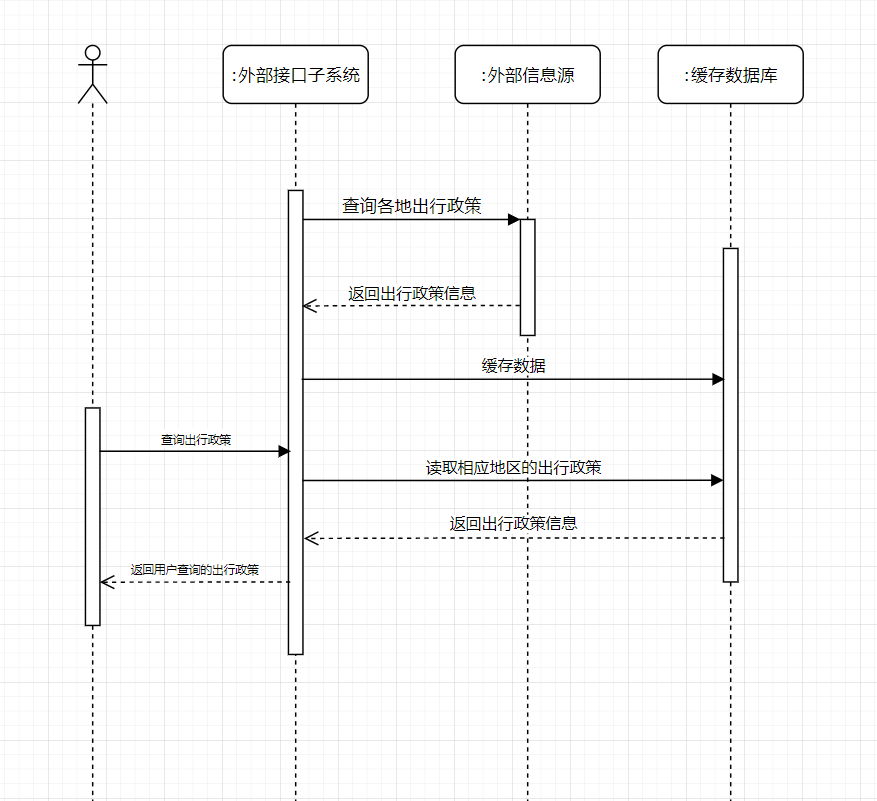 :外部接口子系统
:外部信息源
:缓存数据库
查询各地出行政策
返回出行政策信息
缓存数据
查询出行政策
读取相应地区的出行政策
返回出行政策信息
返回用户查询的出行政策